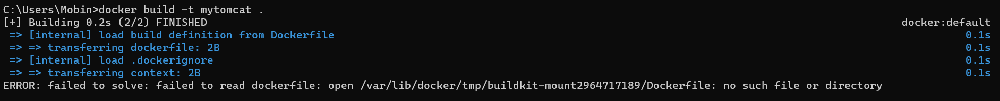 C:\Users\Mobin>docker build -t mytomcat .
[+] Building 0.2s (2/2) FINISHED docker:default
=> [internal] load build definition from Dockerfile 0.1s
=> => transferring dockerfile: 2B 0.1s
=> [internal] load .dockerignore 0.1s
=> => transferring context: 2B 0.1s
ERROR: failed to solve: failed to read dockerfile: open /var/lib/docker/tmp/buildkit-mount2964717189/Dockerfile: no such file or directory